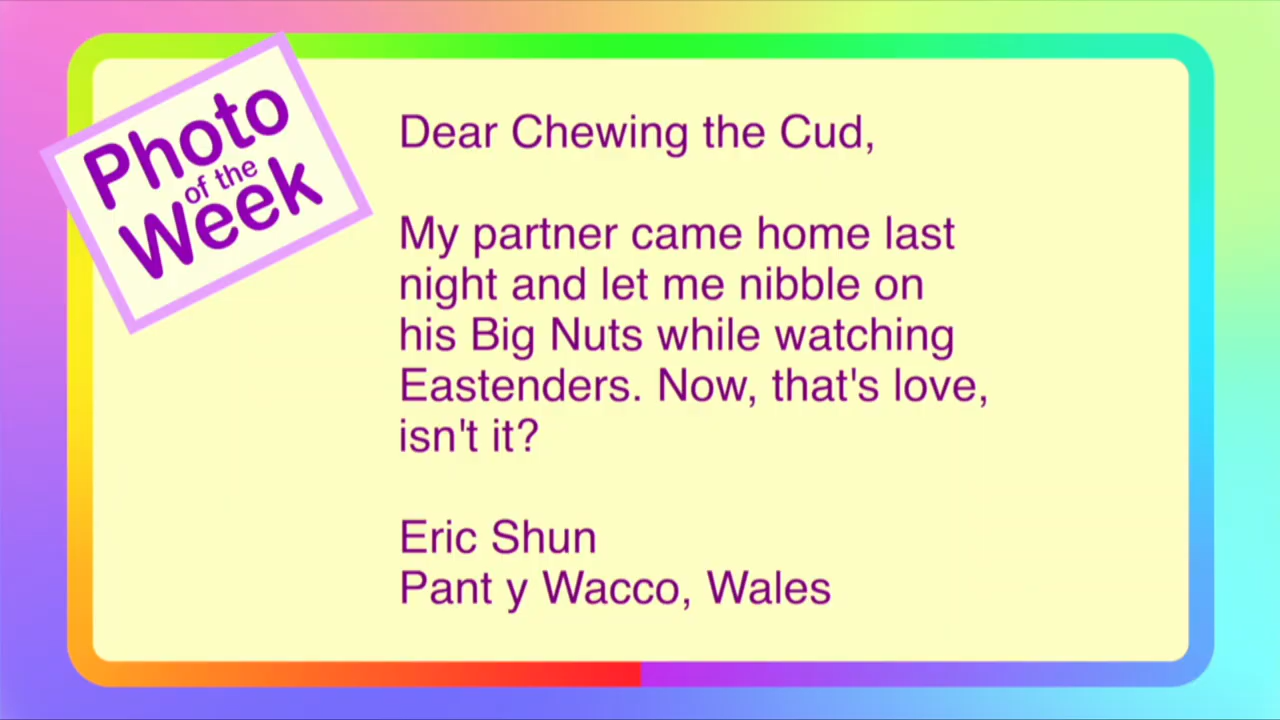 Photo
of the
Week
Dear Chewing the Cud,
My partner came home last
night and let me nibble on
his Big Nuts while watching
Eastenders. Now, that's love,
isn't it?
Eric Shun
Pant y Wacco, Wales